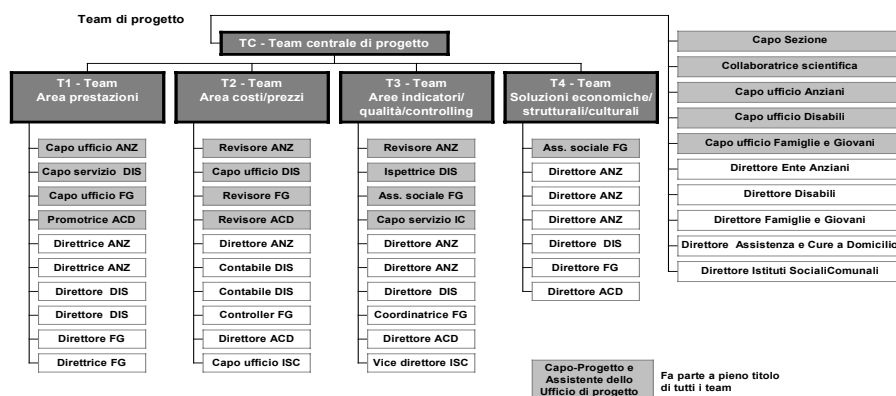 Team di progetto
TC - Team centrale di progetto
T1 - Team
Area prestazioni
Capo ufficio ANZ
Capo servizio DIS
Capo ufficio FG
Promotrice ACD
Direttrice ANZ
Direttrice ANZ
Direttore DIS
Direttore DIS
Direttore FG
Direttrice FG
T2 - Team
Area costi/prezzi
Revisore ANZ
Capo ufficio DIS
Revisore FG
Revisore ACD
Direttore ANZ
Contabile DIS
Contabile DIS
Controller FG
Direttore ACD
Capo ufficio ISC
T3 - Team
Aree indicatori/
qualità/controlling
Revisore ANZ
Ispettrice DIS
Ass. sociale FG
Capo servizio IC
Direttore ANZ
Direttore ANZ
Direttore DIS
Coordinatrice FG
Direttore ACD
Vice direttore ISC
T4 - Team
Soluzioni economiche/
strutturali/culturali
Ass. sociale FG
Direttore ANZ
Direttore ANZ
Direttore ANZ
Direttore DIS
Direttore FG
Direttore ACD
Capo Sezione
Collaboratrice scientifica
Capo ufficio Anziani
Capo ufficio Disabili
Capo ufficio Famiglie e Giovani
Direttore Ente Anziani
Direttore Disabili
Direttore Famiglie e Giovani
Direttore Assistenza e Cure a Domicilio
Direttore Istituti SocialiComunali
Capo-Progetto e
Assistente dello
Ufficio di progetto
Fa parte a pieno titolo
di tutti i team